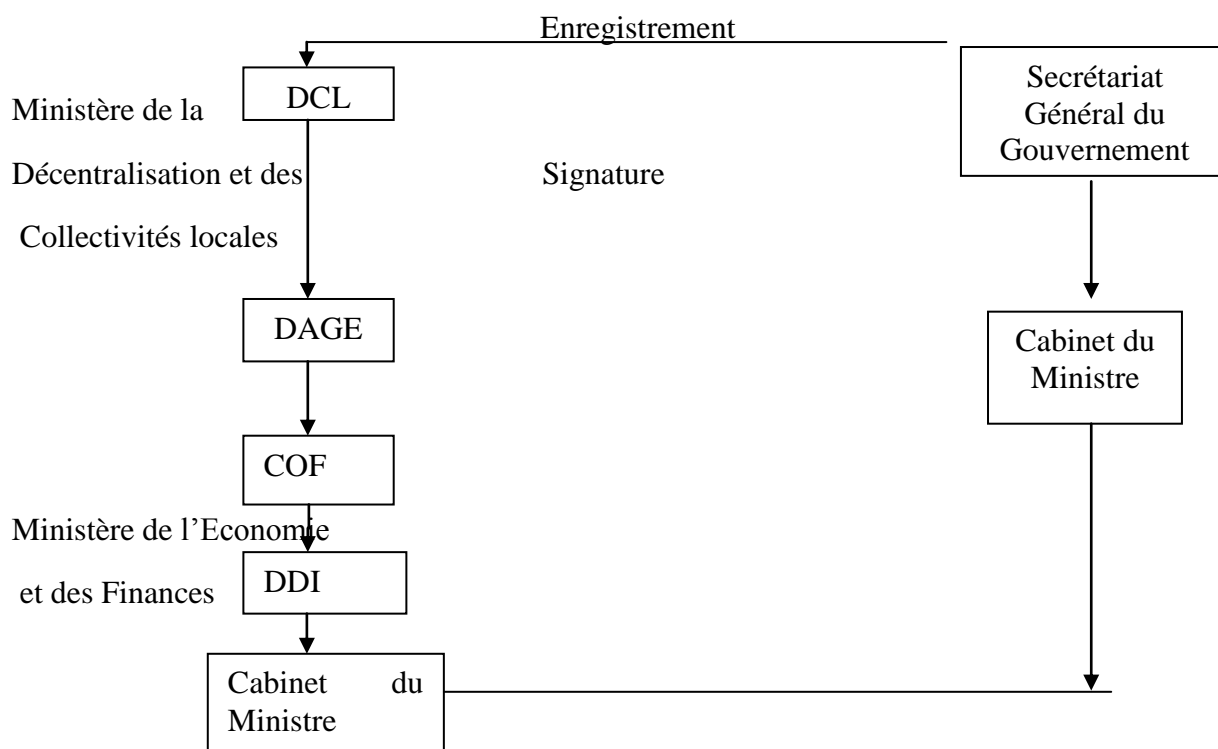 Enregistrement
DCL
Secrétariat
Général du
Gouvernement
Ministère de la
Décentralisation et des
Signature
Collectivités locales
DAGE
Cabinet du
Ministre
COF
Ministère de l’Economie
DDI
et des Finances
Cabinet du
Ministre